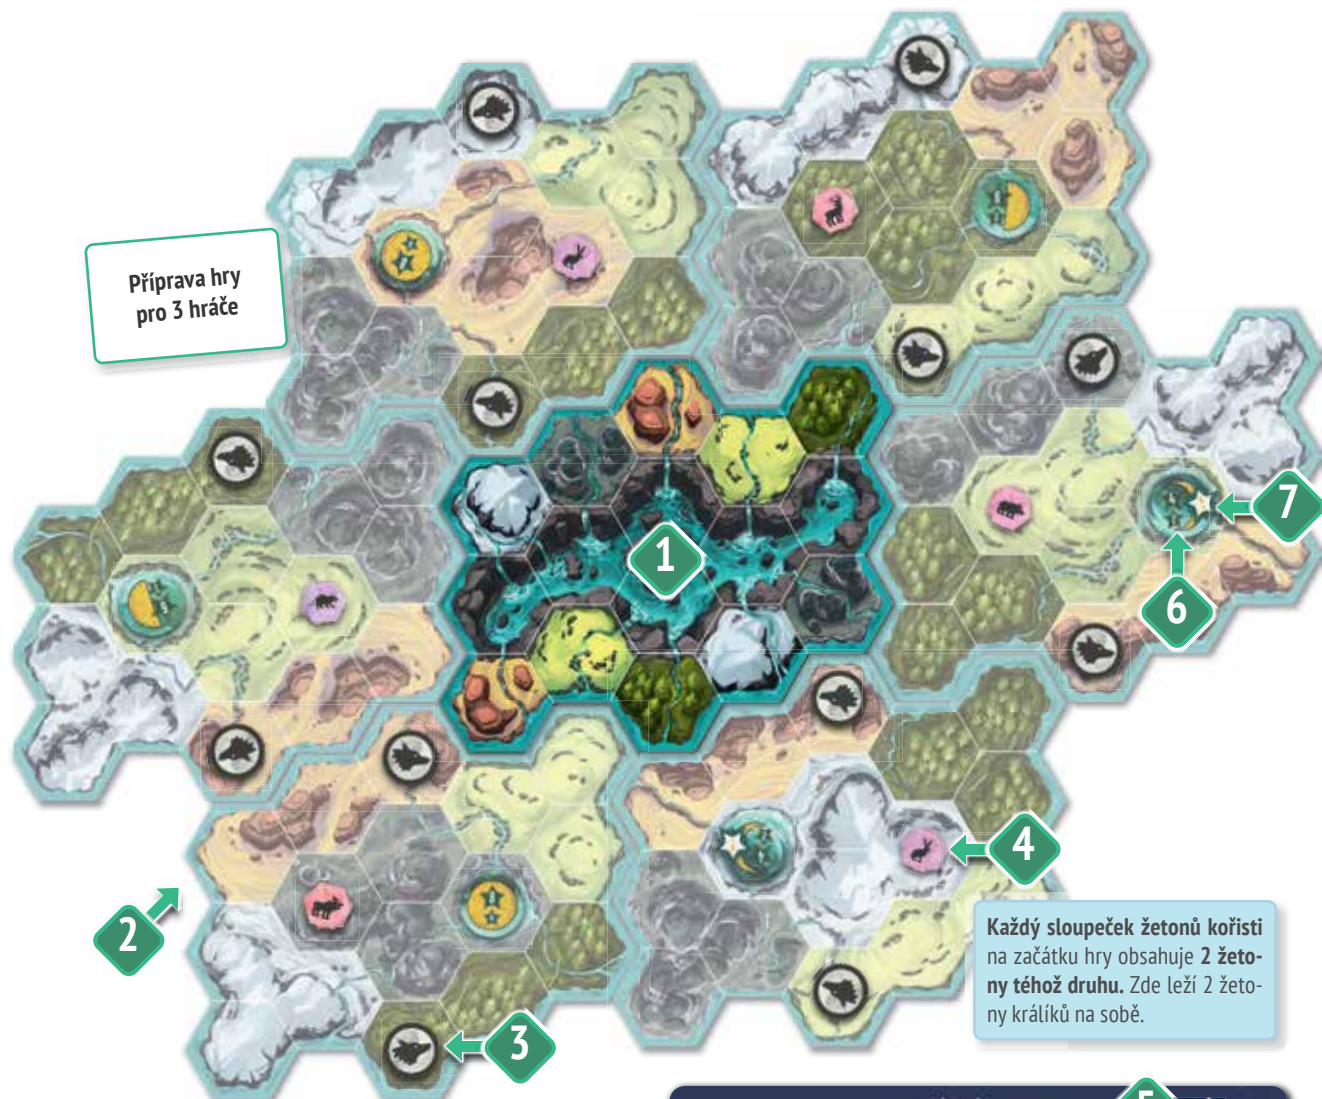 Příprava hry
pro 3 hráče
1
7
6
4
2
Každý sloupeček žetonů kořisti
na začátku hry obsahuje 2 žeto-
ny téhož druhu. Zde leží 2 žeto-
ny králíků na sobě.
3
5